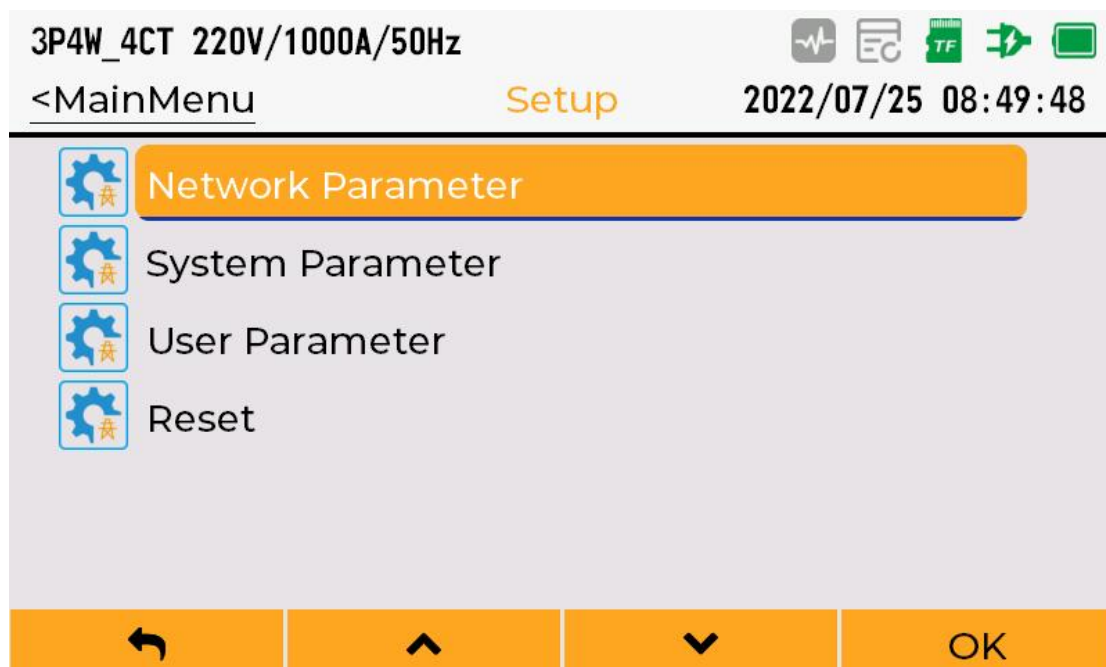 3P4W_4CT 220V/1000A/50Hz
TF
<MainMenu Setup 2022/07/25 08:49:48
Network Parameter
System Parameter
User Parameter
Reset
OK